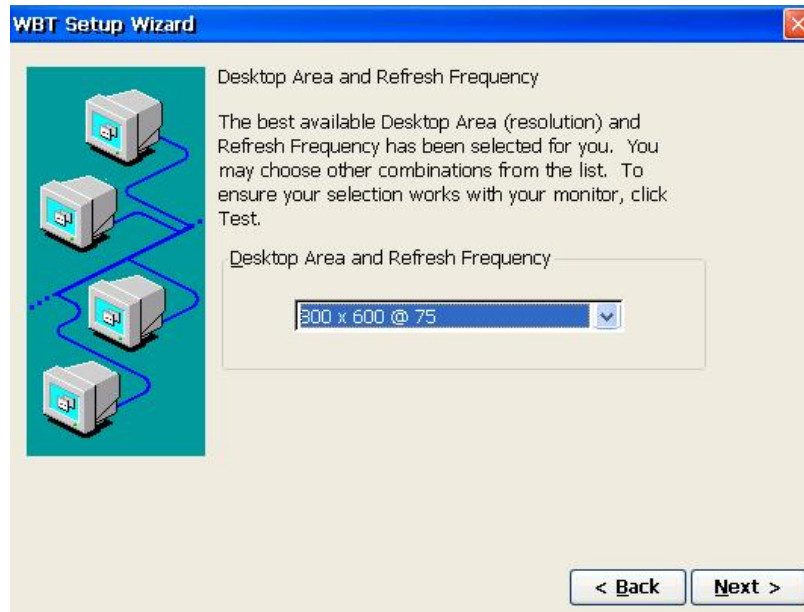 WBT Setup Wizard
Desktop Area and Refresh Frequency
The best available Desktop Area (resolution) and
Refresh Frequency has been selected for you. You
may choose other combinations from the list. To
ensure your selection works with your monitor, click
Test.
Desktop Area and Refresh Frequency
800 x 600 @ 75
< Back
Next >